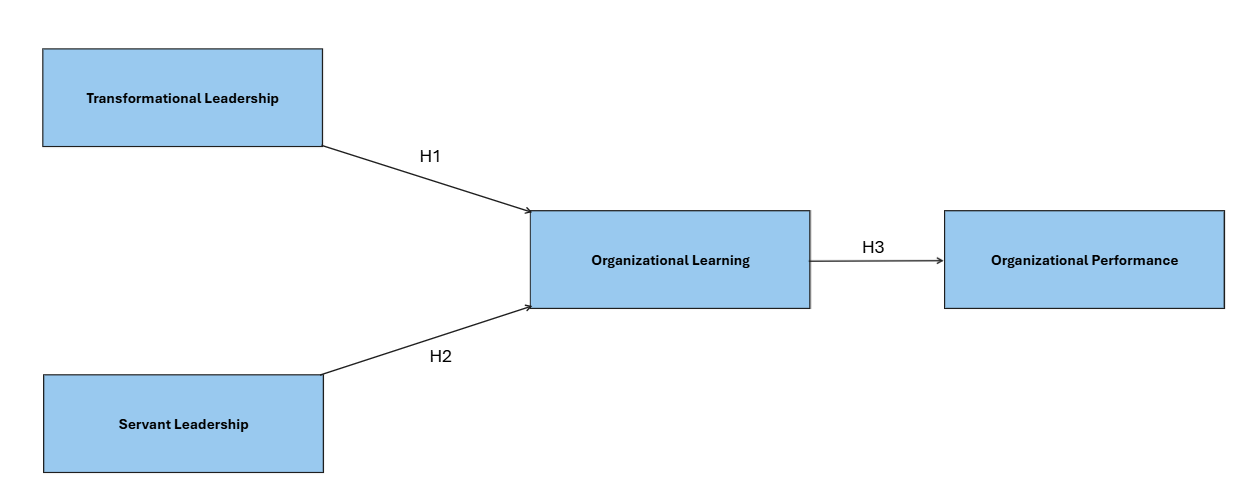 Transformational Leadership
H1
Organizational Learning
H3
Organizational Performance
H2
Servant Leadership